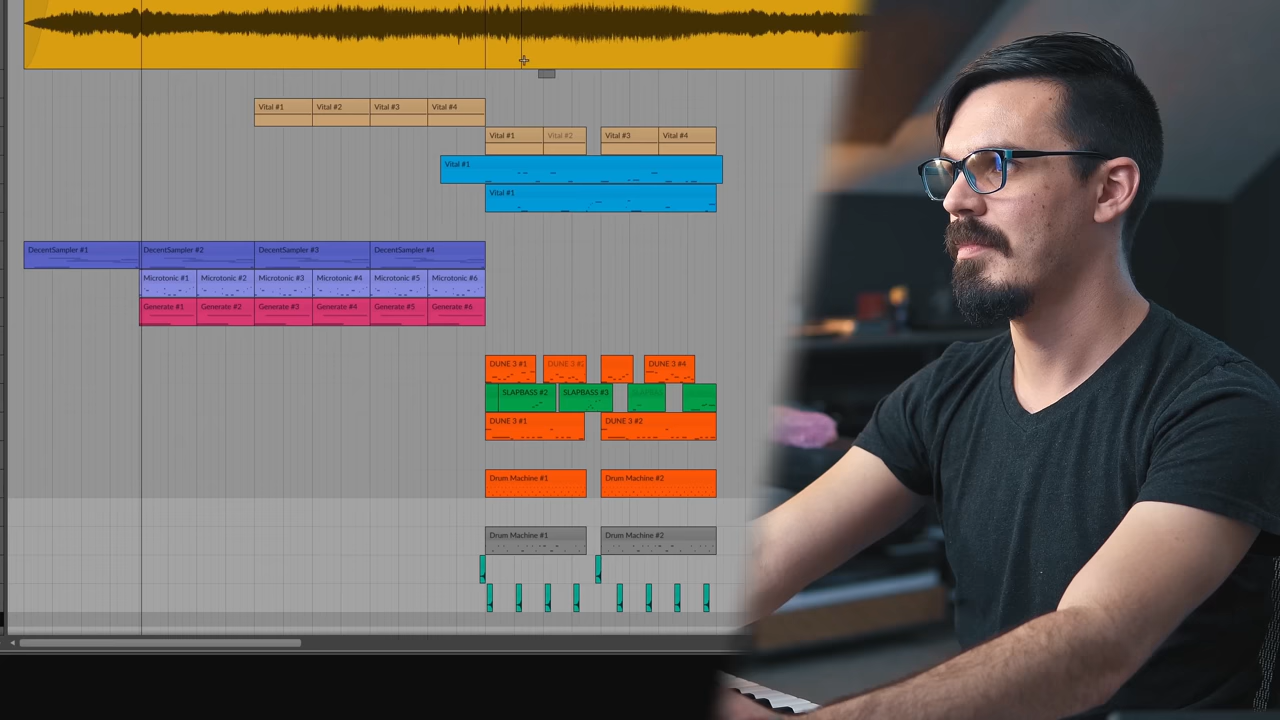 Vital #1 Vital #2 Vital #3 Vital #4
Vital #1 Vital #2 Vital #3 Vital #4
Vital #1
Vital #1
DecentSampler #1 DecentSampler #2 DecentSampler #3 DecentSampler #4
Microtonic #1 Microtonic #2 Microtonic #3 Microtonic #4 Microtonic #5 Microtonic #6
Generate #1 Generate #2 Generate #3 Generate #4 Generate #5 Generate #6
DUNE 3 #1 DUNE 3 #2 DUNE 3 #4
SLAPBASS #2 SLAPBASS #3
DUNE 3 #1 DUNE 3 #2
Drum Machine #1 Drum Machine #2
Drum Machine #1 Drum Machine #2